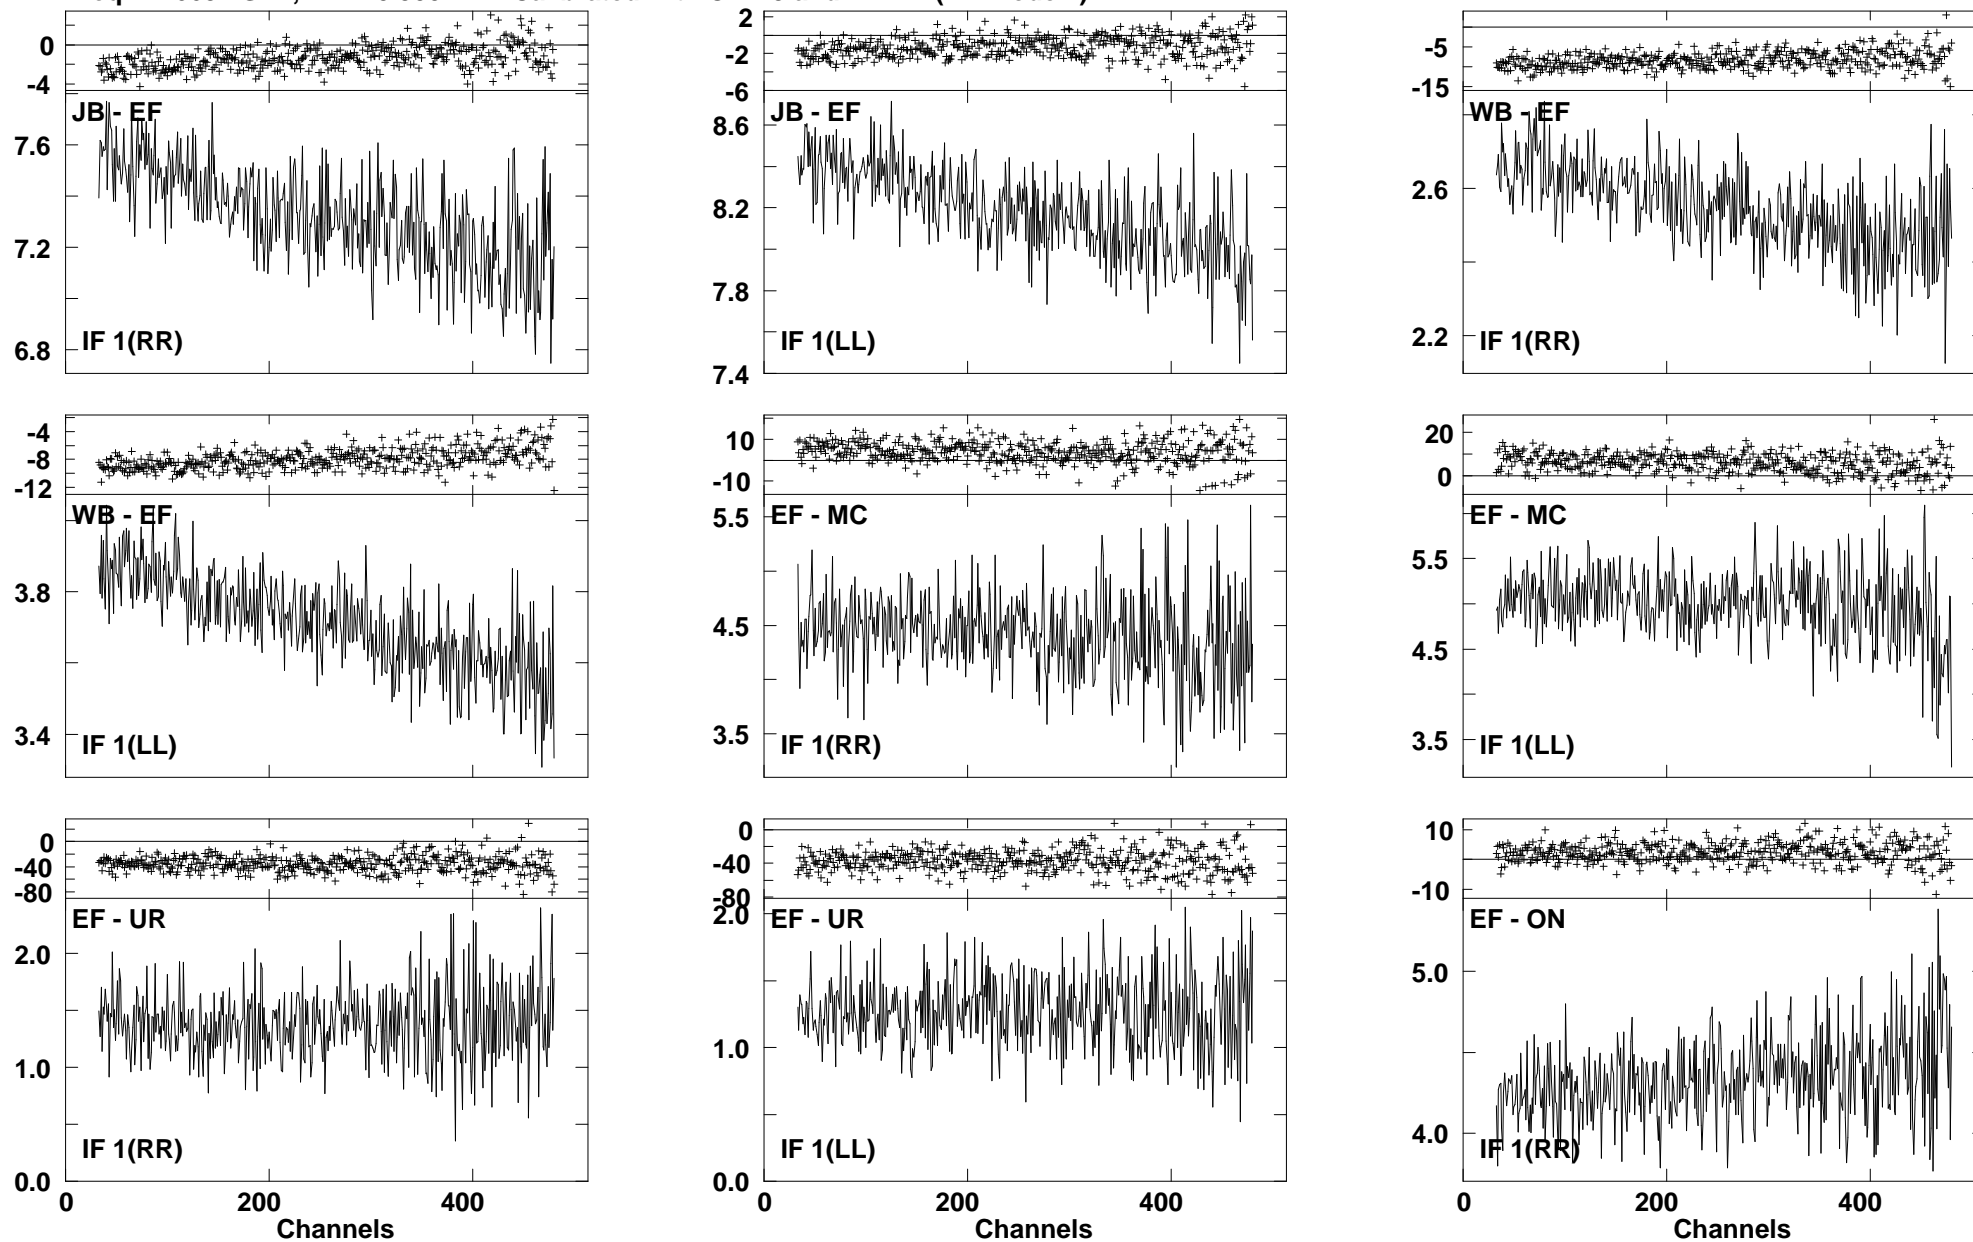 0
-4
JB - EF
7.6
7.2
6.8
IF 1(RR)
2
-2
-6
JB - EF
8.6
8.2
7.8
7.4
IF 1(LL)
-5
-15
WB - EF
2.6
2.2
IF 1(RR)
-4
-8
-12
WB - EF
3.8
3.4
IF 1(LL)
10
-10
EF - MC
5.5
4.5
3.5
IF 1(RR)
20
0
EF - MC
5.5
4.5
3.5
IF 1(LL)
0
-40
-80
EF - UR
2.0
1.0
0.0
IF 1(RR)
0 200 400
Channels
0
-40
-80
EF - UR
2.0
1.0
0.0
IF 1(LL)
0 200 400
Channels
10
-10
EF - ON
5.0
4.0
IF 1(RR)
0 200 400
Channels